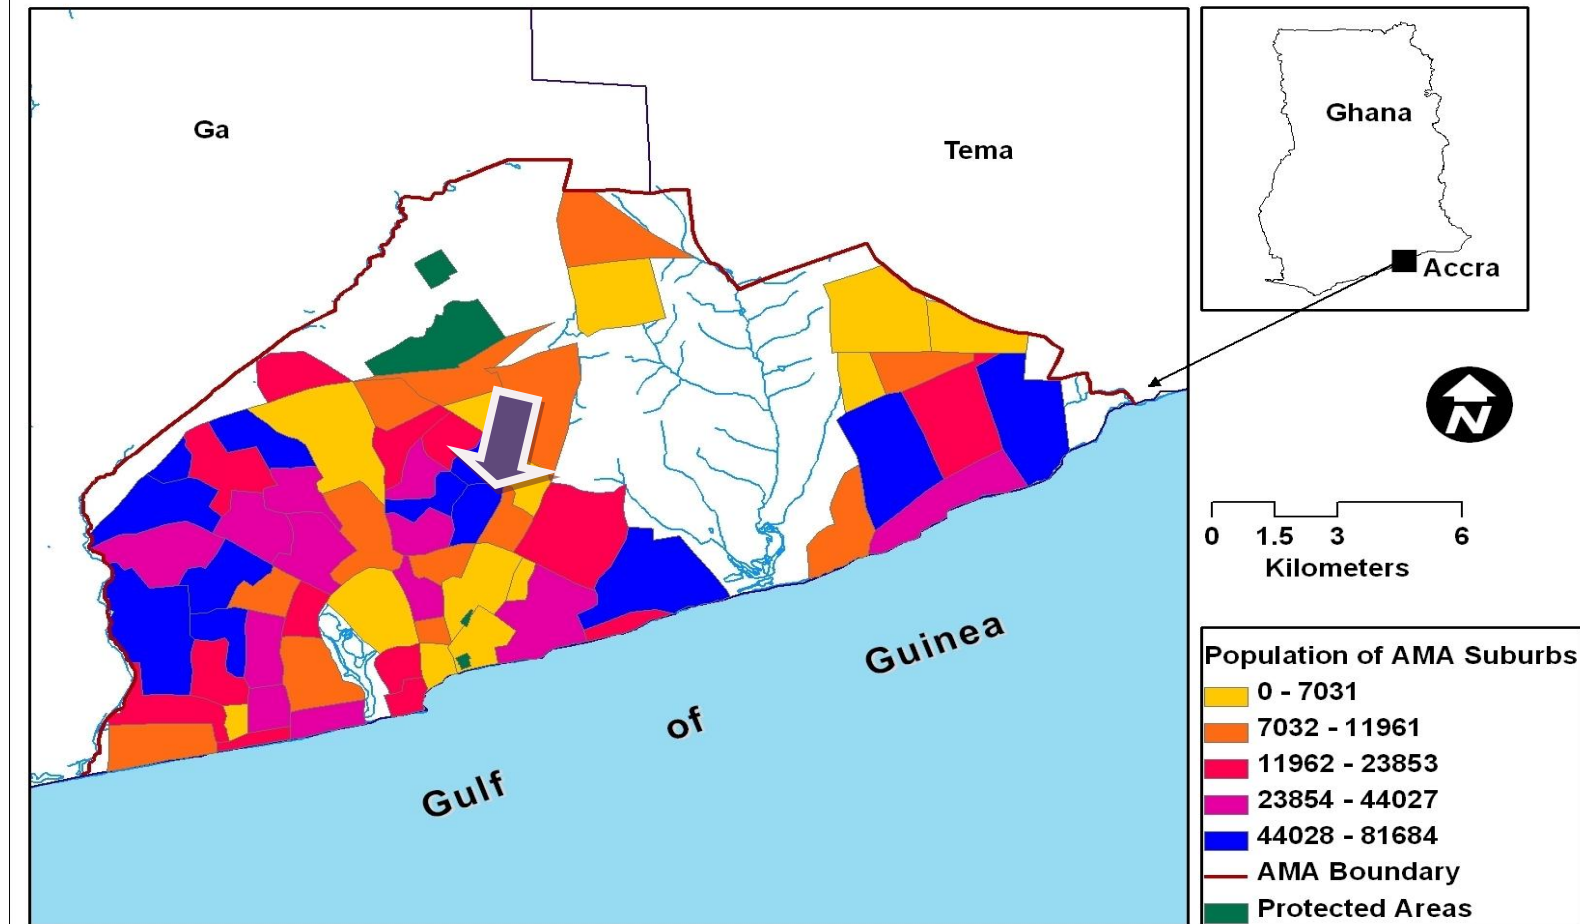 Ga
Tema
Gulf of Guinea
Ghana
Accra
N
0 1.5 3 6
Kilometers
Population of AMA Suburbs
0 - 7031
7032 - 11961
11962 - 23853
23854 - 44027
44028 - 81684
AMA Boundary
Protected Areas